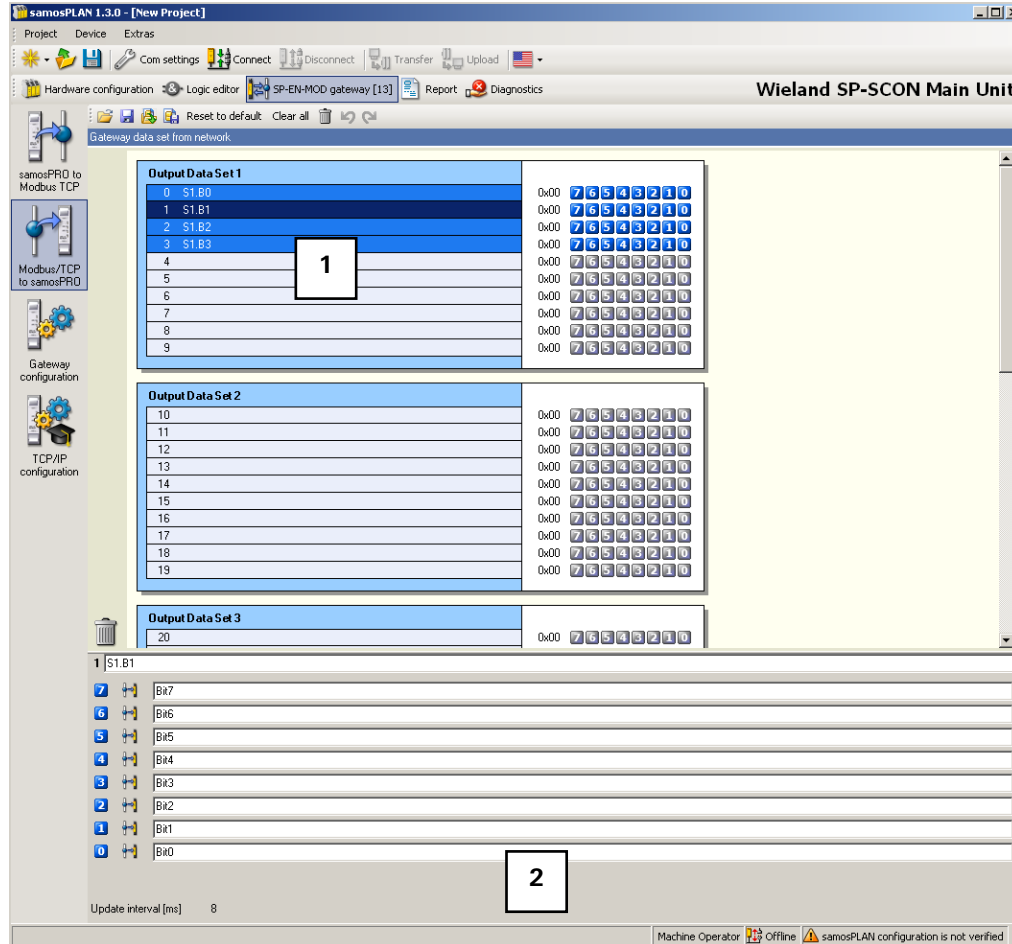 samosPLAN 1.3.0 - [New Project]
Project Device Extras
Com settings Connect Disconnect Transfer Upload
Hardware configuration Logic editor SP-EN-MOD gateway [13] Report Diagnostics Wieland SP-SCON Main Unit
Reset to default Clear all
Gateway data set from network
samosPRO to
Modbus TCP
Modbus/TCP
to samosPRO
Gateway
configuration
TCP/IP
configuration
Output Data Set 1
0 S1.B0 0x00 7 6 5 4 3 2 1 0
1 S1.B1 0x00 7 6 5 4 3 2 1 0
2 S1.B2 0x00 7 6 5 4 3 2 1 0
3 S1.B3 0x00 7 6 5 4 3 2 1 0
4 0x00 7 6 5 4 3 2 1 0
5 0x00 7 6 5 4 3 2 1 0
6 0x00 7 6 5 4 3 2 1 0
7 0x00 7 6 5 4 3 2 1 0
8 0x00 7 6 5 4 3 2 1 0
9 0x00 7 6 5 4 3 2 1 0
1
Output Data Set 2
10 0x00 7 6 5 4 3 2 1 0
11 0x00 7 6 5 4 3 2 1 0
12 0x00 7 6 5 4 3 2 1 0
13 0x00 7 6 5 4 3 2 1 0
14 0x00 7 6 5 4 3 2 1 0
15 0x00 7 6 5 4 3 2 1 0
16 0x00 7 6 5 4 3 2 1 0
17 0x00 7 6 5 4 3 2 1 0
18 0x00 7 6 5 4 3 2 1 0
19 0x00 7 6 5 4 3 2 1 0
Output Data Set 3
20 0x00 7 6 5 4 3 2 1 0
1 S1.B1
7 Bit7
6 Bit6
5 Bit5
4 Bit4
3 Bit3
2 Bit2
1 Bit1
0 Bit0
2
Update interval [ms] 8
Machine Operator Offline samosPLAN configuration is not verified